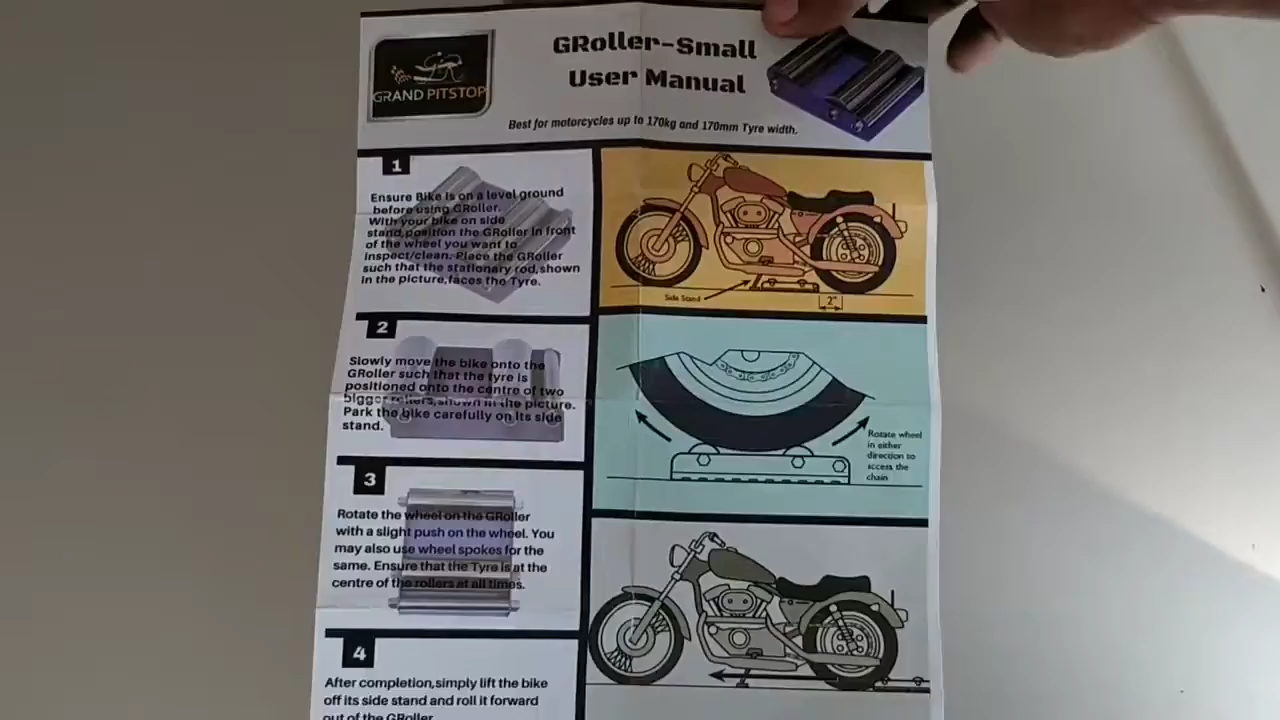 GRoller-Small
User Manual
GRAND PITSTOP
Best for motorcycles up to 170kg and 170mm Tyre width.
1
Ensure Bike is on a level ground
before using GRoller.
With your bike on side
stand,position the GRoller in front
of the wheel you want to
inspect/clean. Place the GRoller
such that the stationary rod,shown
in the picture,faces the Tyre.
Side Stand
2"
2
Slowly move the bike onto the
GRoller such that the tyre is
positioned onto the centre of two
bigger rollers,shown in the picture.
Park the bike carefully on its side
stand.
Rotate wheel
in either
direction to
access the
chain
3
Rotate the wheel on the GRoller
with a slight push on the wheel. You
may also use wheel spokes for the
same. Ensure that the Tyre is at the
centre of the rollers at all times.
4
After completion,simply lift the bike
off its side stand and roll it forward
out of the GRoller